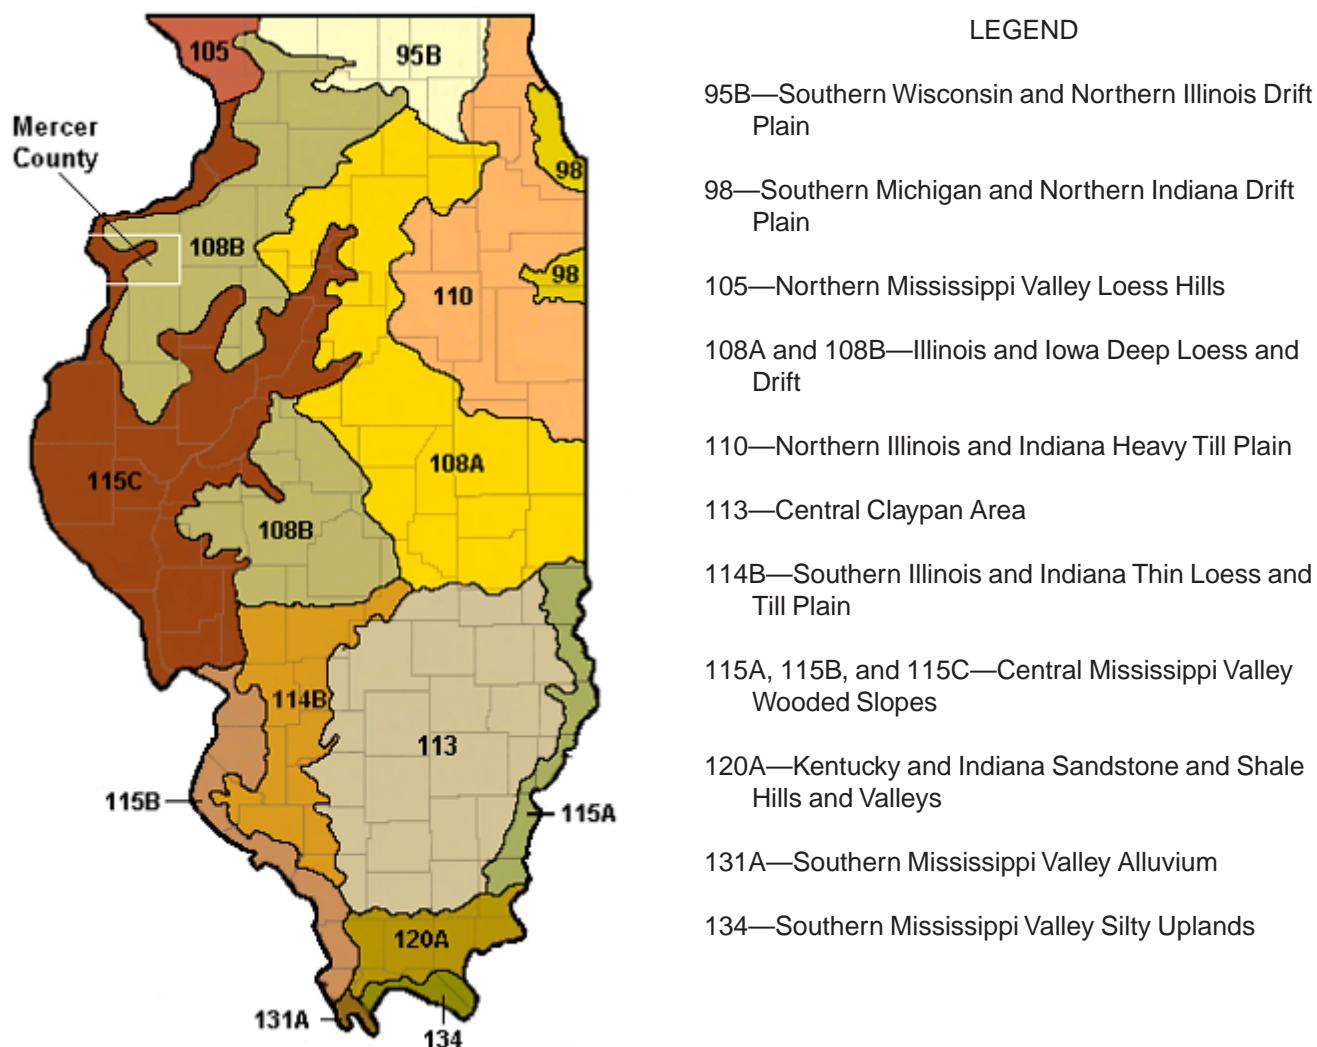 105
95B
Mercer
County
98
108B
98
110
115C
108A
108B
114B
113
115B
115A
120A
131A
134
LEGEND
95B—Southern Wisconsin and Northern Illinois Drift
Plain
98—Southern Michigan and Northern Indiana Drift
Plain
105—Northern Mississippi Valley Loess Hills
108A and 108B—Illinois and Iowa Deep Loess and
Drift
110—Northern Illinois and Indiana Heavy Till Plain
113—Central Claypan Area
114B—Southern Illinois and Indiana Thin Loess and
Till Plain
115A, 115B, and 115C—Central Mississippi Valley
Wooded Slopes
120A—Kentucky and Indiana Sandstone and Shale
Hills and Valleys
131A—Southern Mississippi Valley Alluvium
134—Southern Mississippi Valley Silty Uplands